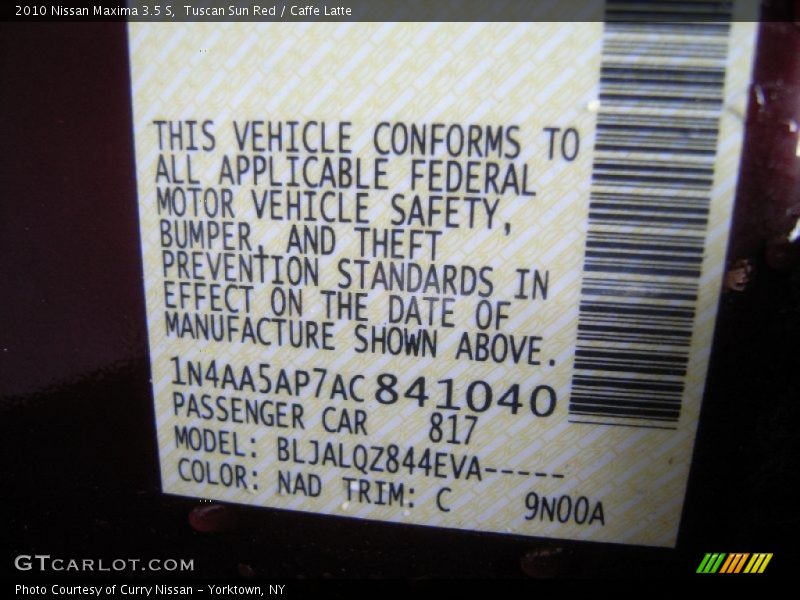 2010 Nissan Maxima 3.5 S,  Tuscan Sun Red / Caffe Latte
THIS VEHICLE CONFORMS TO
ALL APPLICABLE FEDERAL
MOTOR VEHICLE SAFETY,
BUMPER, AND THEFT
PREVENTION STANDARDS IN
EFFECT ON THE DATE OF
MANUFACTURE SHOWN ABOVE.
1N4AA5AP7AC841040
PASSENGER CAR 817
MODEL: BLJALQZ844EVA-----
COLOR: NAD TRIM: C 9N00A
GTCARLOT.COM
Photo Courtesy of Curry Nissan - Yorktown, NY